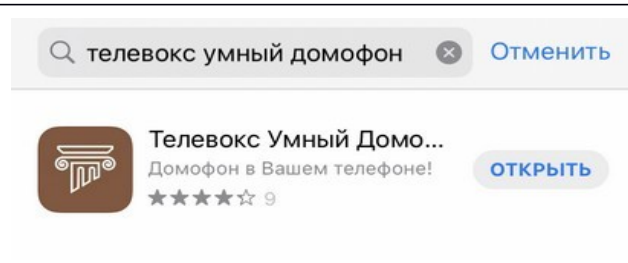 телевокс умный домофон Отменить
Телевокс Умный Домо...
Домофон в Вашем телефоне!
ОТКРЫТЬ
9